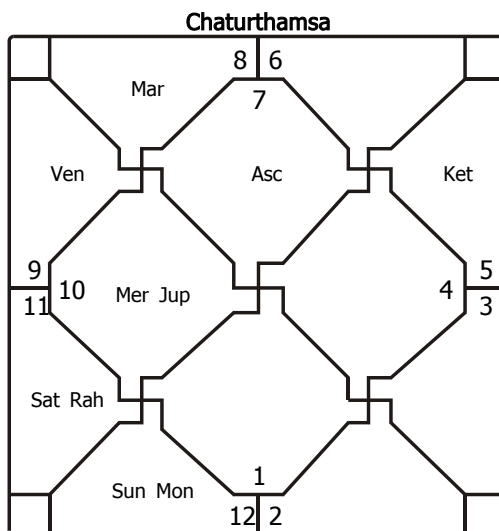 Chaturthamsa
8 6
Mar
7
Ven
Asc
Ket
9
5
10
Mer Jup
4
11
3
Sat Rah
1
Sun Mon
12 2